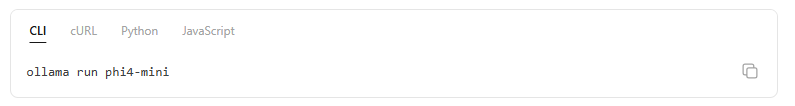 CLI cURL Python JavaScript
ollama run phi4-mini